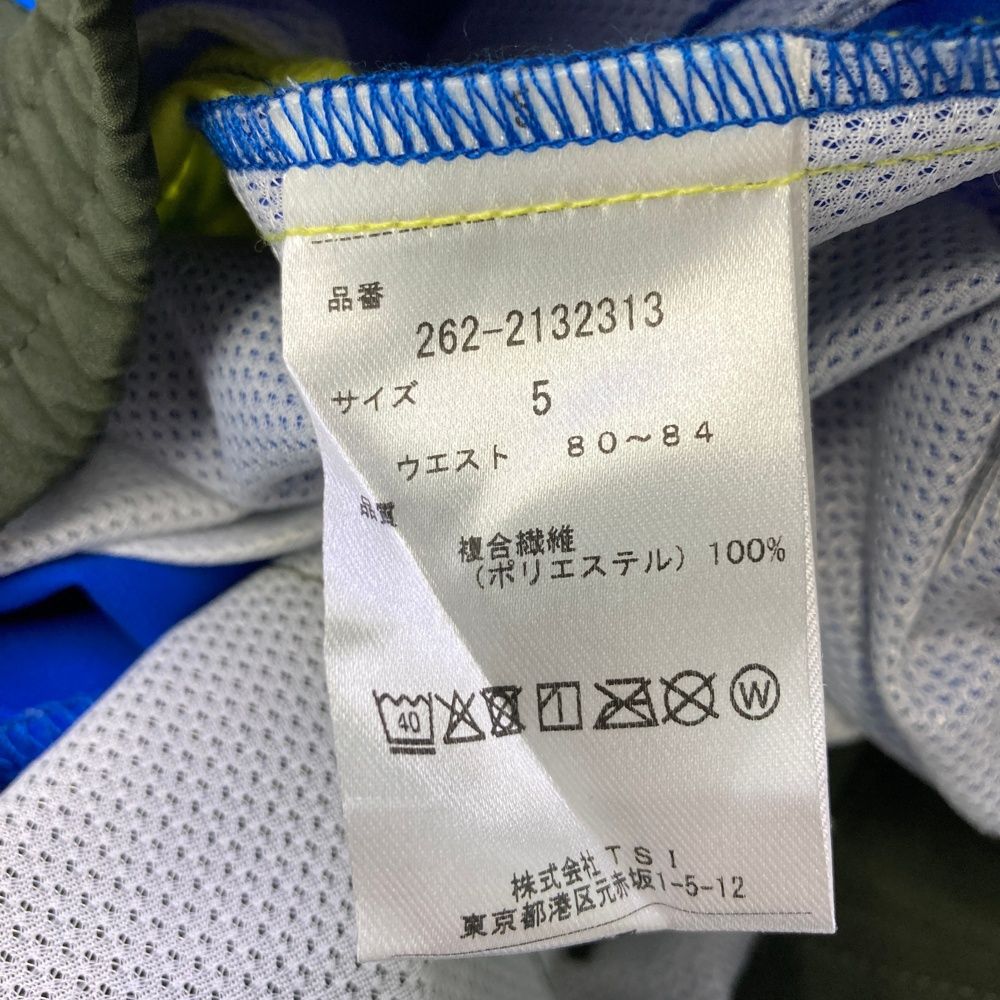 品番
262-2132313
サイズ 5
ウエスト 80～84
品質
複合繊維
(ポリエステル) 100%
40 W
株式会社TSI
東京都港区元赤坂1-5-12